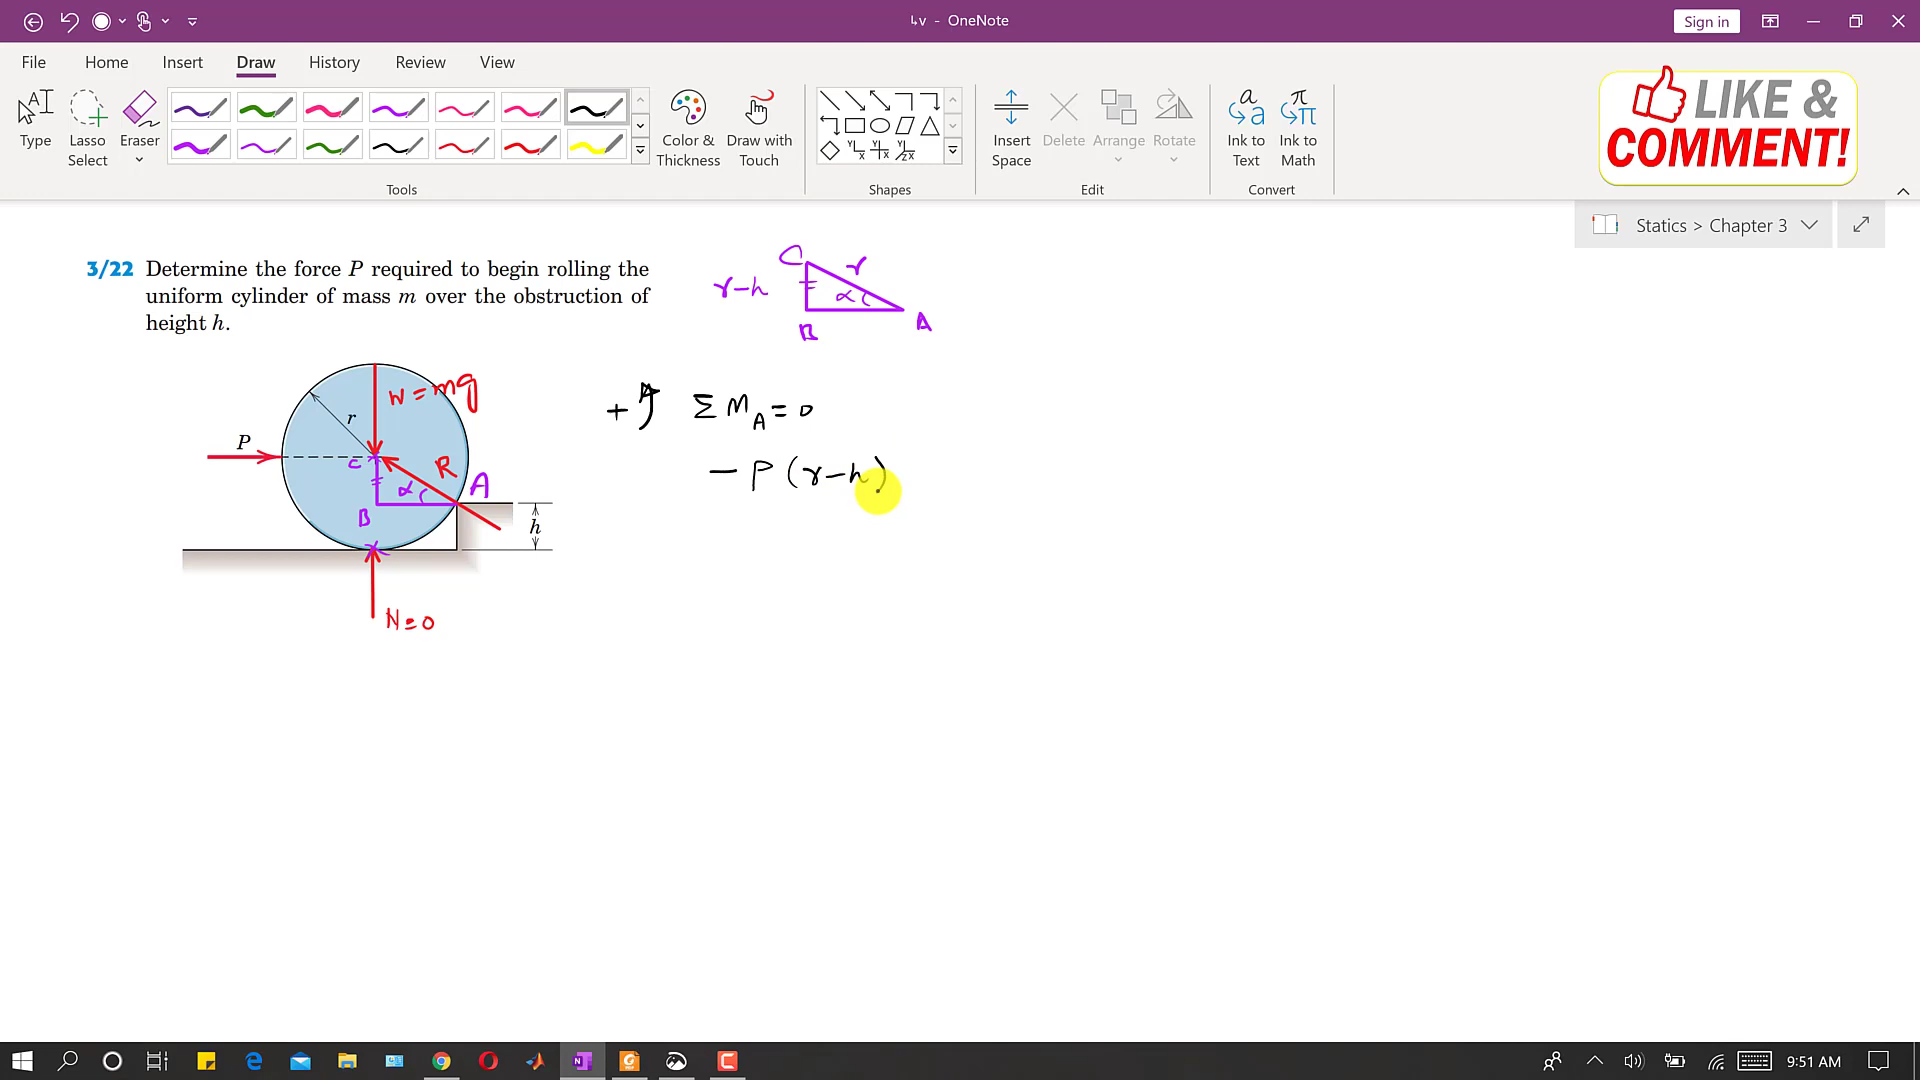 ↳v - OneNote
Sign in
File Home Insert Draw History Review View
Type
Lasso Select
Eraser
Color & Thickness
Draw with Touch
Insert Space
Delete
Arrange
Rotate
Ink to Text
Ink to Math
Tools
Shapes
Edit
Convert
LIKE &
COMMENT!
Statics > Chapter 3
3/22 Determine the force P required to begin rolling the
uniform cylinder of mass m over the obstruction of
height h.
C
r
r-h
α
B
A
W = mg
r
P
C
R
α
A
B
h
N=0
+ Σ M_A = 0
- P (r-h)
9:51 AM